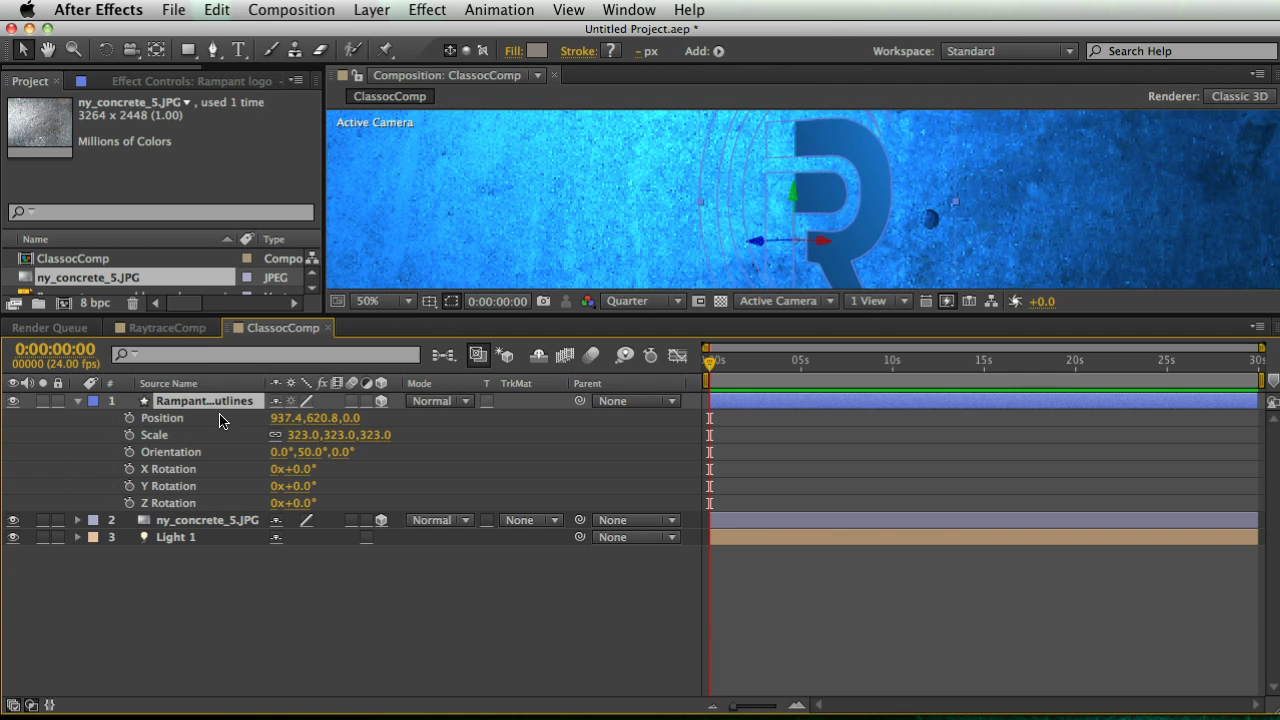 After Effects File Edit Composition Layer Effect Animation View Window Help
Untitled Project.aep *
Fill: Stroke: ? - px Add: Workspace: Standard Search Help
Project × Effect Controls: Rampant logo Composition: ClassocComp
ny_concrete_5.JPG , used 1 time
3264 x 2448 (1.00)
Millions of Colors
ClassocComp Renderer: Classic 3D
Active Camera
R
Name Type
ClassocComp Compo
ny_concrete_5.JPG JPEG
8 bpc 50% 0:00:00:00 Quarter Active Camera 1 View +0.0
Render Queue RaytraceComp ClassocComp ×
0:00:00:00
00000 (24.00 fps)
:00s 05s 10s 15s 20s 25s 30s
# Source Name fx Mode T TrkMat Parent
1 Rampant...utlines Normal None
Position 937.4,620.8,0.0
Scale 323.0,323.0,323.0
Orientation 0.0°,50.0°,0.0°
X Rotation 0x+0.0°
Y Rotation 0x+0.0°
Z Rotation 0x+0.0°
2 ny_concrete_5.JPG Normal None None
3 Light 1 None